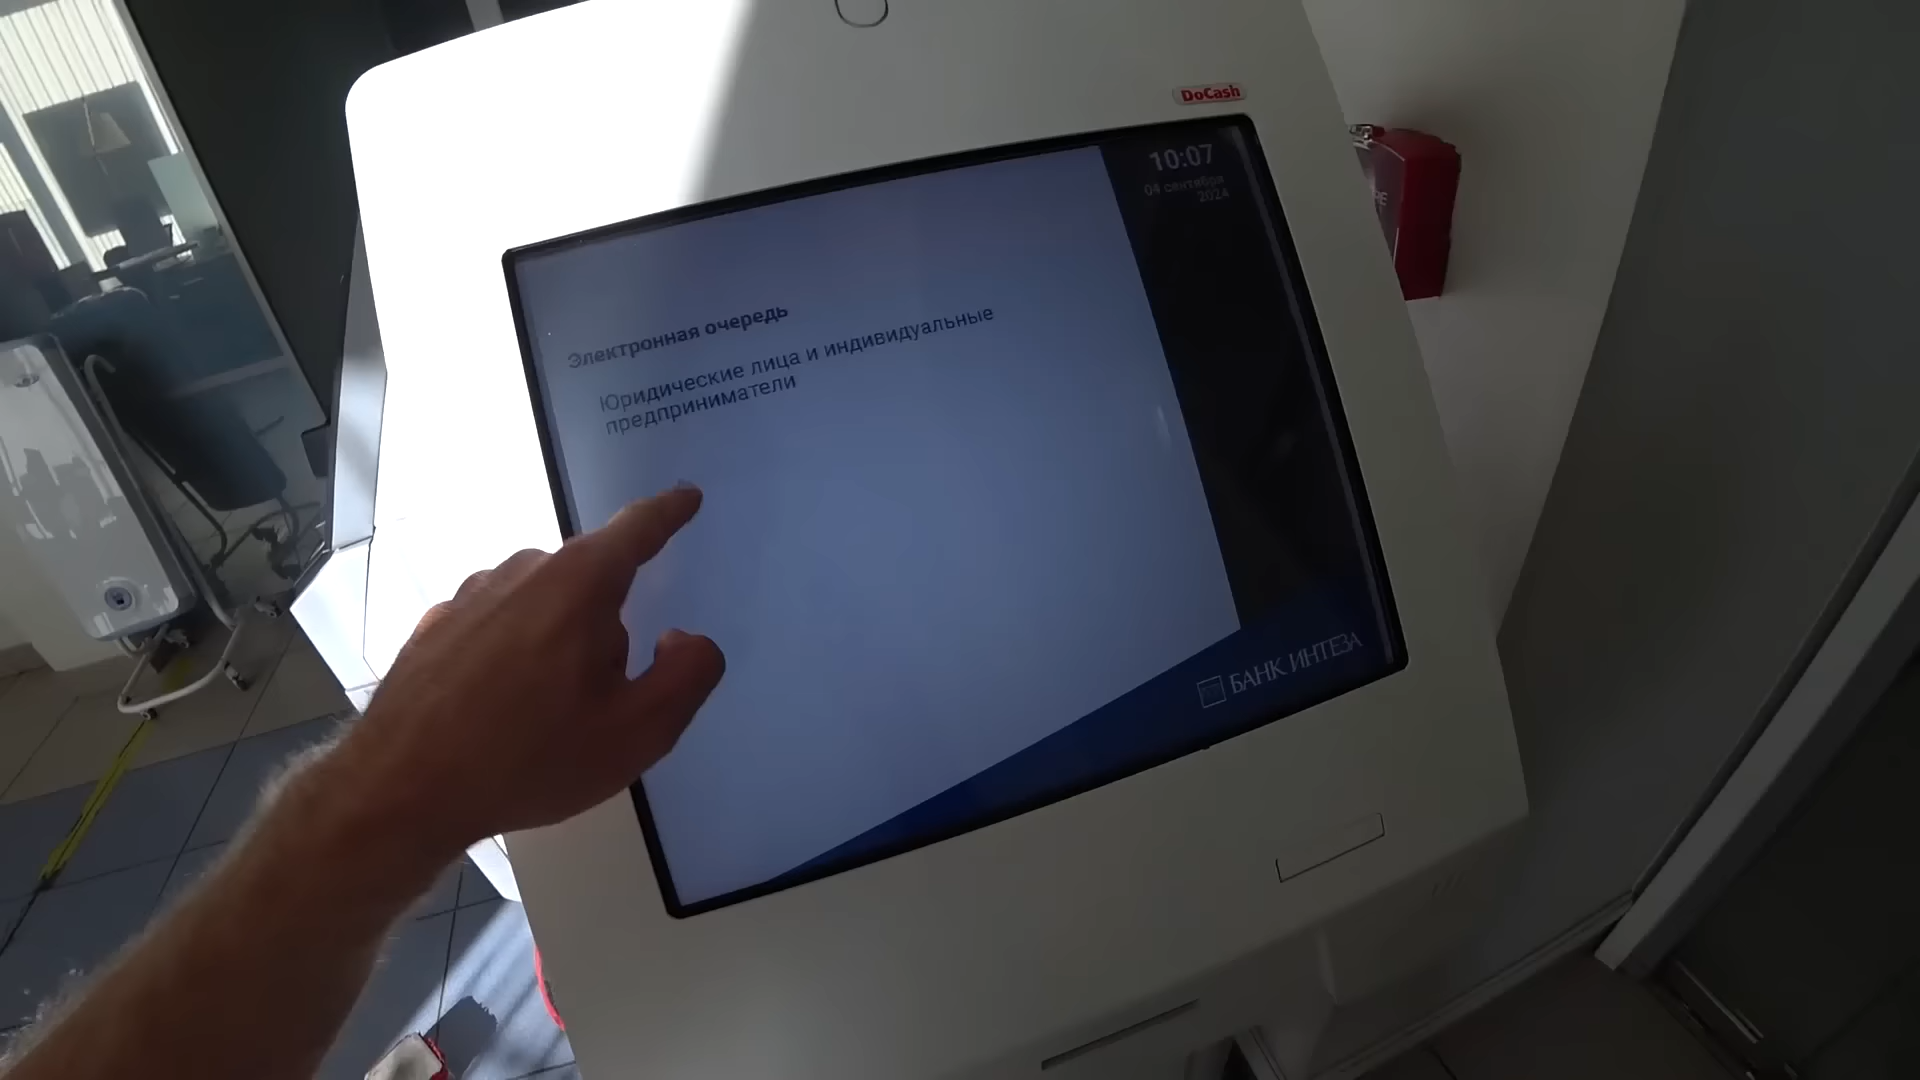 DoCash
10:07
04 сентября
2024
Электронная очередь
Юридические лица и индивидуальные
предприниматели
БАНК ИНТЕЗА